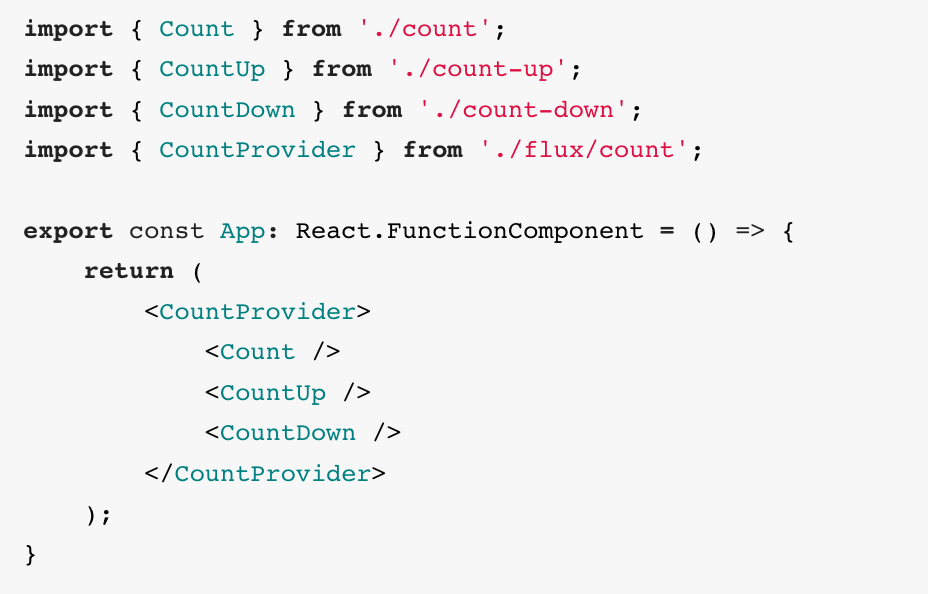 import { Count } from './count';
import { CountUp } from './count-up';
import { CountDown } from './count-down';
import { CountProvider } from './flux/count';

export const App: React.FunctionComponent = () => {
    return (
        <CountProvider>
            <Count />
            <CountUp />
            <CountDown />
        </CountProvider>
    );
}